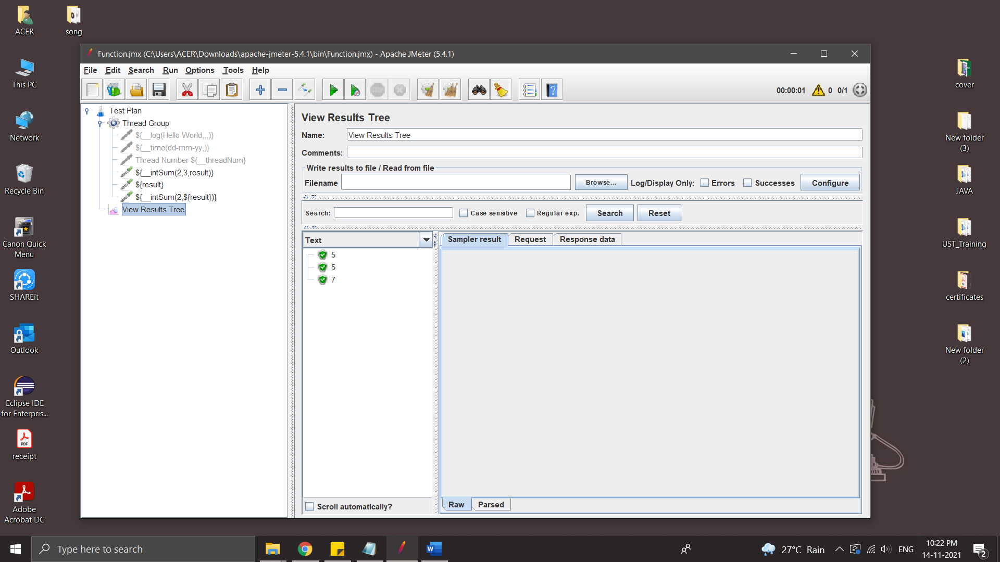 ACER
song
This PC
Network
Recycle Bin
Canon Quick
Menu
SHAREit
Outlook
Eclipse IDE
for Enterpris...
receipt
Adobe
Acrobat DC
Function.jmx (C:\Users\ACER\Downloads\apache-jmeter-5.4.1\bin\Function.jmx) - Apache JMeter (5.4.1)
File Edit Search Run Options Tools Help
STOP
00:00:01 0 0/1
Test Plan
Thread Group
${__log(Hello World,,,)}
${__time(dd-mm-yy,)}
Thread Number ${__threadNum}
${__intSum(2,3,result)}
${result}
${__intSum(2,${result})}
View Results Tree
View Results Tree
Name: View Results Tree
Comments:
Write results to file / Read from file
Filename Browse... Log/Display Only: Errors Successes Configure
Search: Case sensitive Regular exp. Search Reset
Text
5
5
7
Scroll automatically?
Sampler result Request Response data
Raw Parsed
cover
New folder
(3)
JAVA
UST_Training
certificates
New folder
(2)
Type here to search
27°C Rain
ENG
10:22 PM
14-11-2021
2